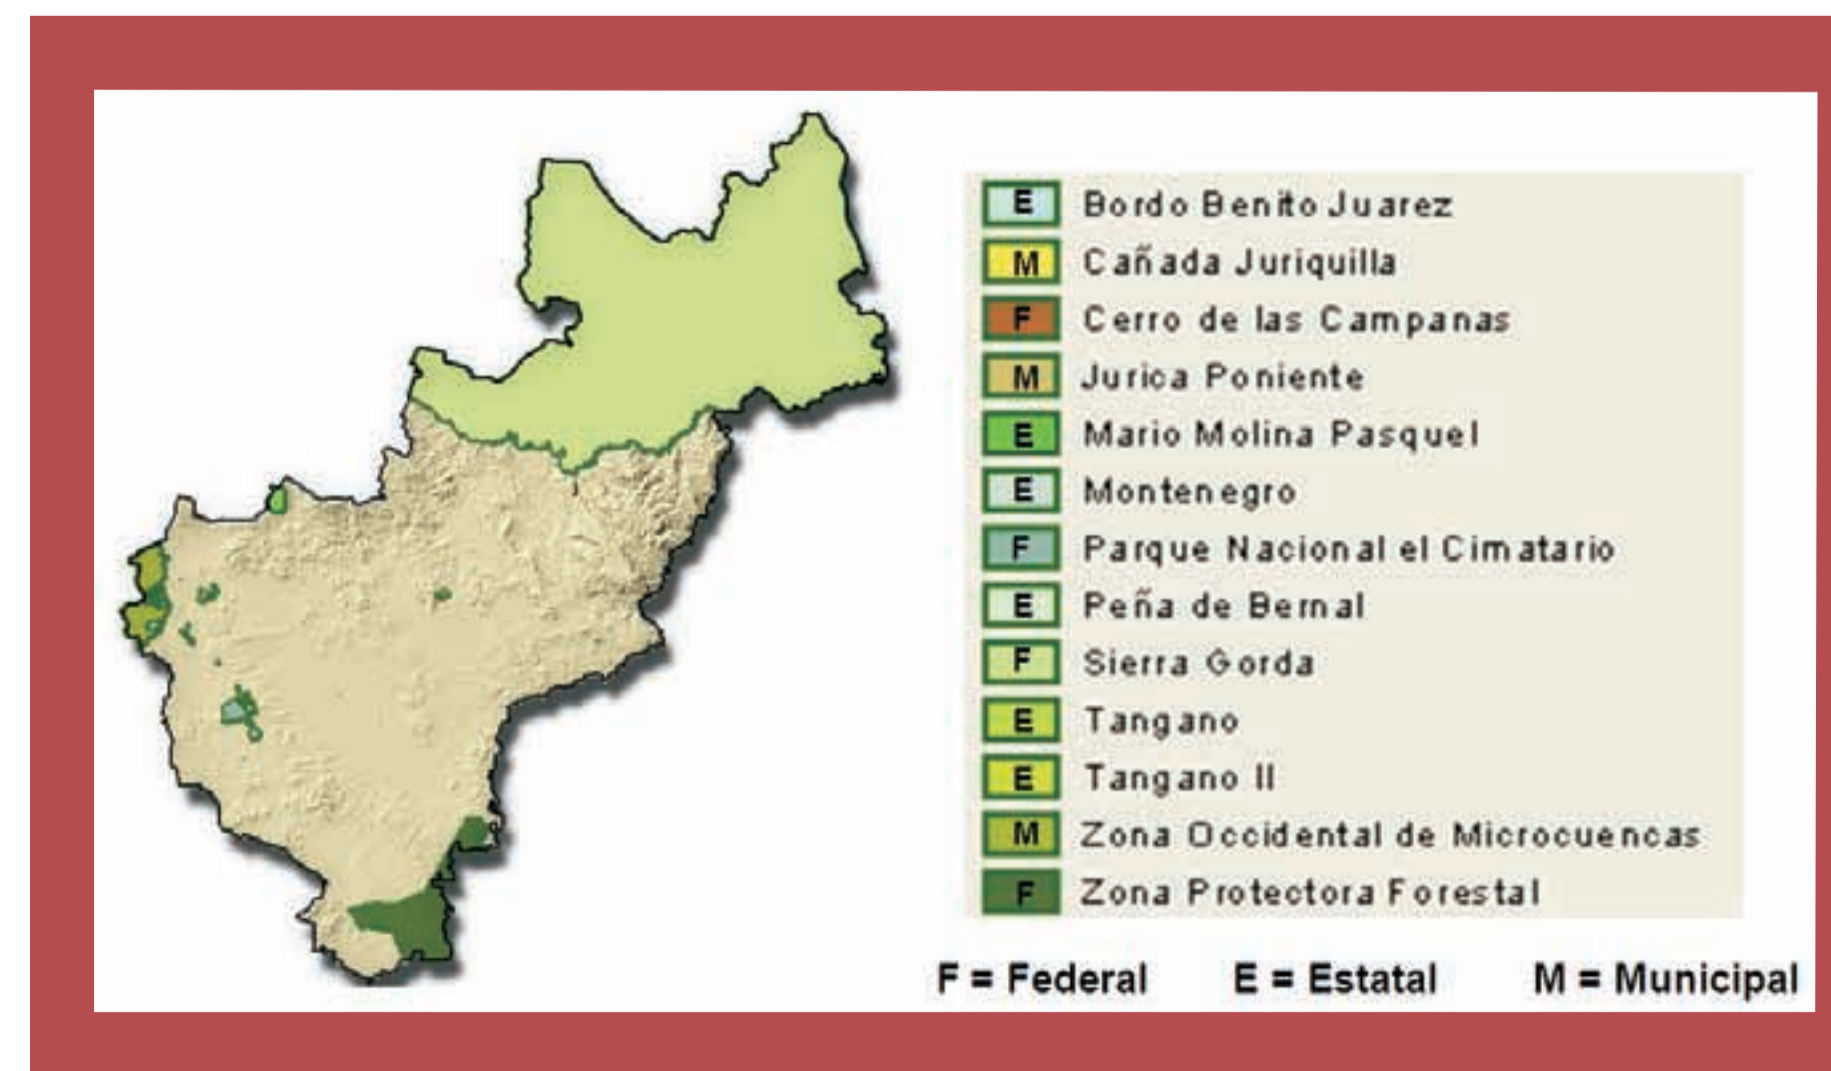 E Bordo Benito Juarez
M Cañada Juriquilla
F Cerro de las Campanas
M Jurica Poniente
E Mario Molina Pasquel
E Montenegro
F Parque Nacional el Cimatario
E Peña de Bernal
F Sierra Gorda
E Tangano
E Tangano II
M Zona Occidental de Microcuencas
F Zona Protectora Forestal
F = Federal E = Estatal M = Municipal